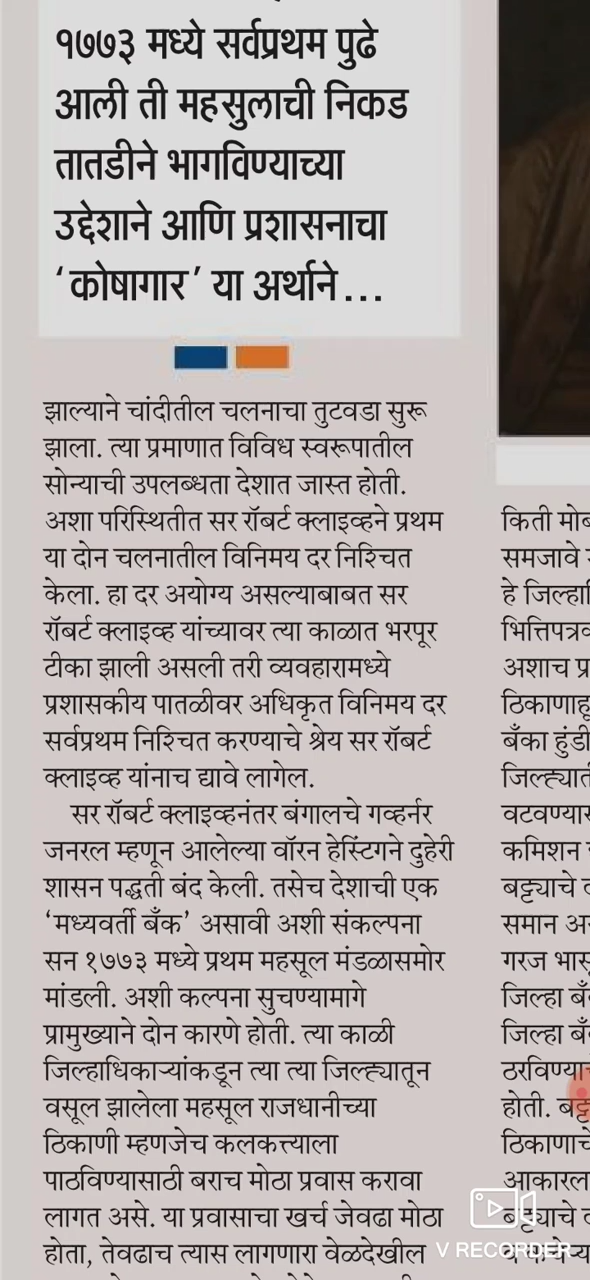 १७७३ मध्ये सर्वप्रथम पुढे
आली ती महसुलाची निकड
तातडीने भागविण्याच्या
उद्देशाने आणि प्रशासनाचा
‘कोषागार’ या अर्थाने...
झाल्याने चांदीतील चलनाचा तुटवडा सुरू
झाला. त्या प्रमाणात विविध स्वरूपातील
सोन्याची उपलब्धता देशात जास्त होती.
अशा परिस्थितीत सर रॉबर्ट क्लाइव्हने प्रथम
या दोन चलनातील विनिमय दर निश्चित
केला. हा दर अयोग्य असल्याबाबत सर
रॉबर्ट क्लाइव्ह यांच्यावर त्या काळात भरपूर
टीका झाली असली तरी व्यवहारामध्ये
प्रशासकीय पातळीवर अधिकृत विनिमय दर
सर्वप्रथम निश्चित करण्याचे श्रेय सर रॉबर्ट
क्लाइव्ह यांनाच द्यावे लागेल.
सर रॉबर्ट क्लाइव्हनंतर बंगालचे गव्हर्नर
जनरल म्हणून आलेल्या वॉरन हेस्टिंगने दुहेरी
शासन पद्धती बंद केली. तसेच देशाची एक
‘मध्यवर्ती बँक’ असावी अशी संकल्पना
सन १७७३ मध्ये प्रथम महसूल मंडळासमोर
मांडली. अशी कल्पना सुचण्यामागे
प्रामुख्याने दोन कारणे होती. त्या काळी
जिल्हाधिकाऱ्यांकडून त्या त्या जिल्ह्यातून
वसूल झालेला महसूल राजधानीच्या
ठिकाणी म्हणजेच कलकत्त्याला
पाठविण्यासाठी बराच मोठा प्रवास करावा
लागत असे. या प्रवासाचा खर्च जेवढा मोठा
होता, तेवढाच त्यास लागणारा वेळदेखील
किती
समजावे
हे
अशाच
बँका हुंडी
कमिशन
बट्ट्याचे
समान
गरज
जिल्हा
जिल्हा
होती.
बट्ट्याचे
V RECORDER